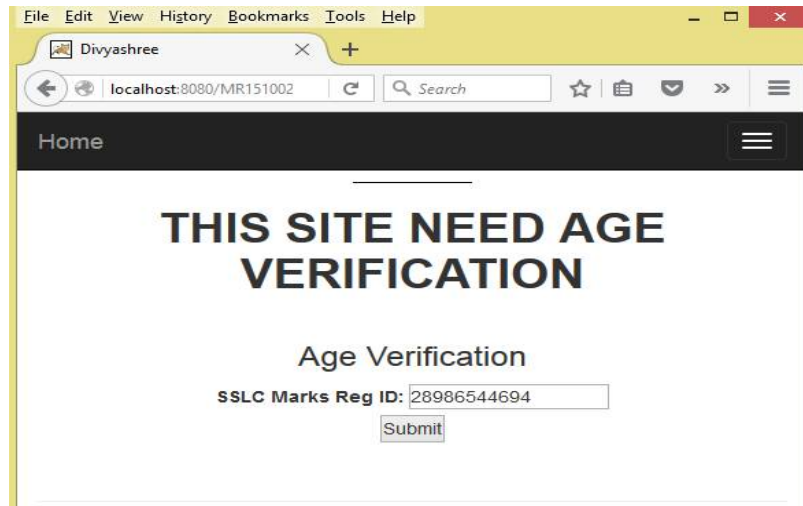 File Edit View History Bookmarks Tools Help
Divyashree
localhost:8080/MR151002
Search
Home
THIS SITE NEED AGE
VERIFICATION
Age Verification
SSLC Marks Reg ID: 28986544694
Submit